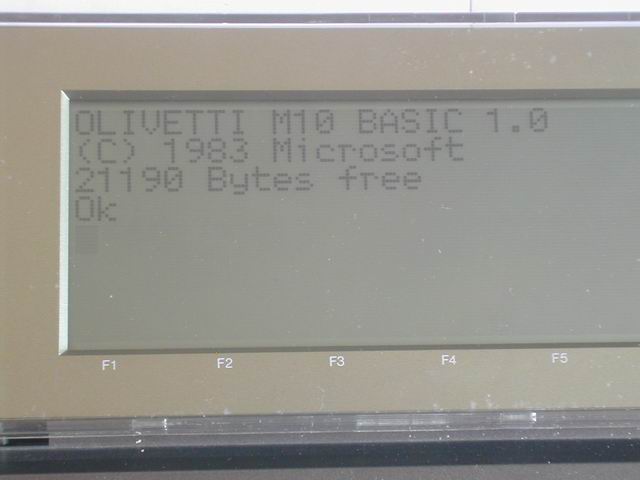 OLIVETTI M10 BASIC 1.0
(C) 1983 Microsoft
21190 Bytes free
Ok
F1 F2 F3 F4 F5